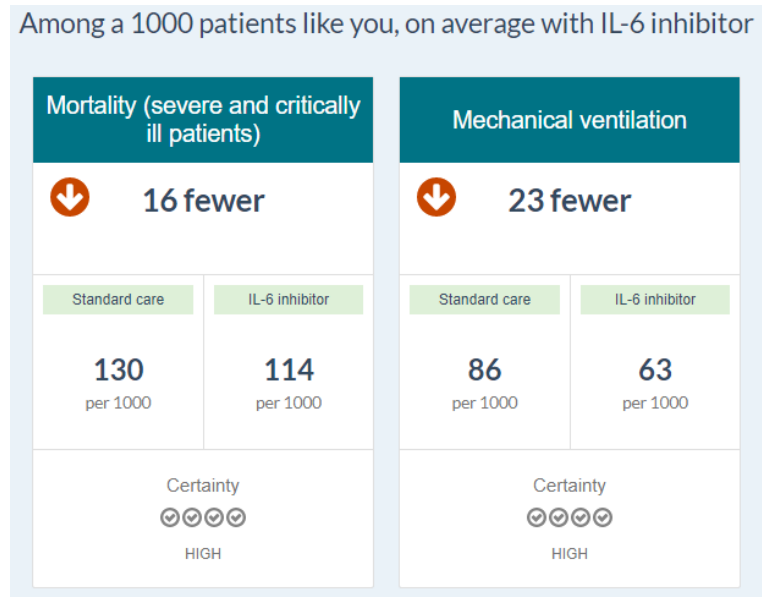 Among a 1000 patients like you, on average with IL-6 inhibitor
Mortality (severe and critically
ill patients)
16 fewer
Standard care
IL-6 inhibitor
130
per 1000
114
per 1000
Certainty
HIGH
Mechanical ventilation
23 fewer
Standard care
IL-6 inhibitor
86
per 1000
63
per 1000
Certainty
HIGH